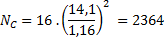 N_C = 16 . (14,1/1,16)^2 = 2364